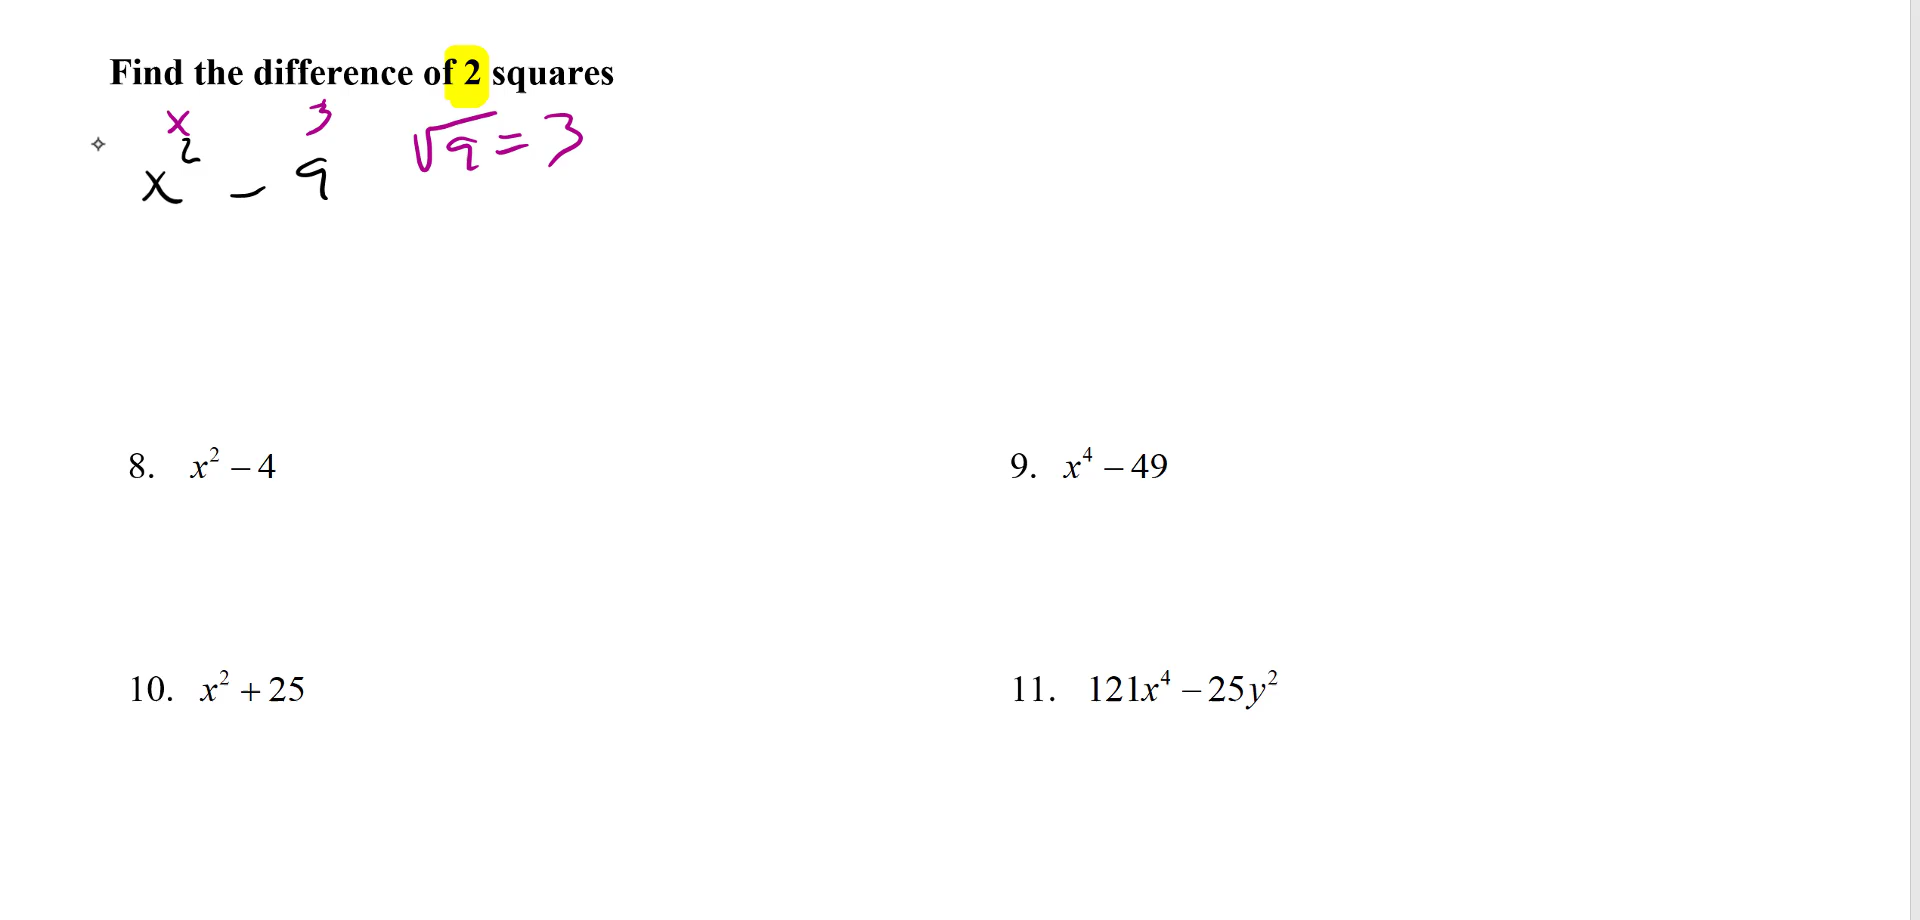 Find the difference of 2 squares
x 3 √9 = 3
x² − 9
8. x² − 4
9. x⁴ − 49
10. x² + 25
11. 121x⁴ − 25y²